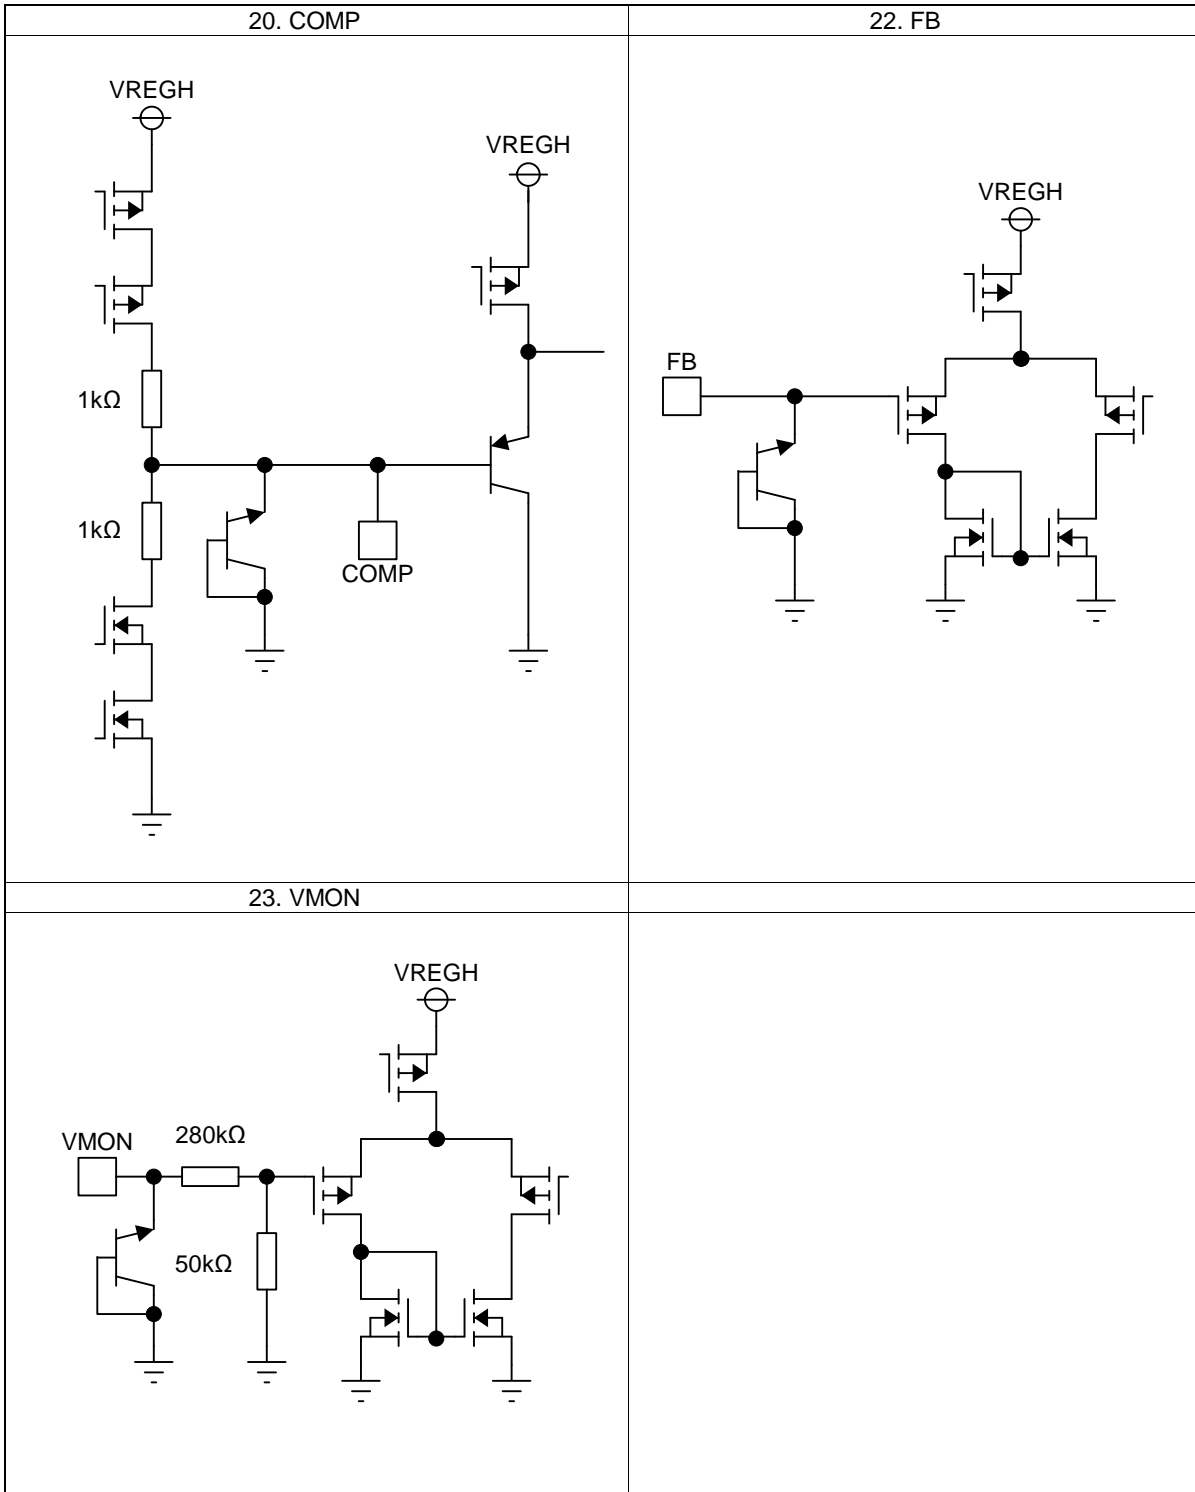 20. COMP
22. FB
VREGH
VREGH
1kΩ
1kΩ
COMP
VREGH
FB
23. VMON
VREGH
VMON
280kΩ
50kΩ